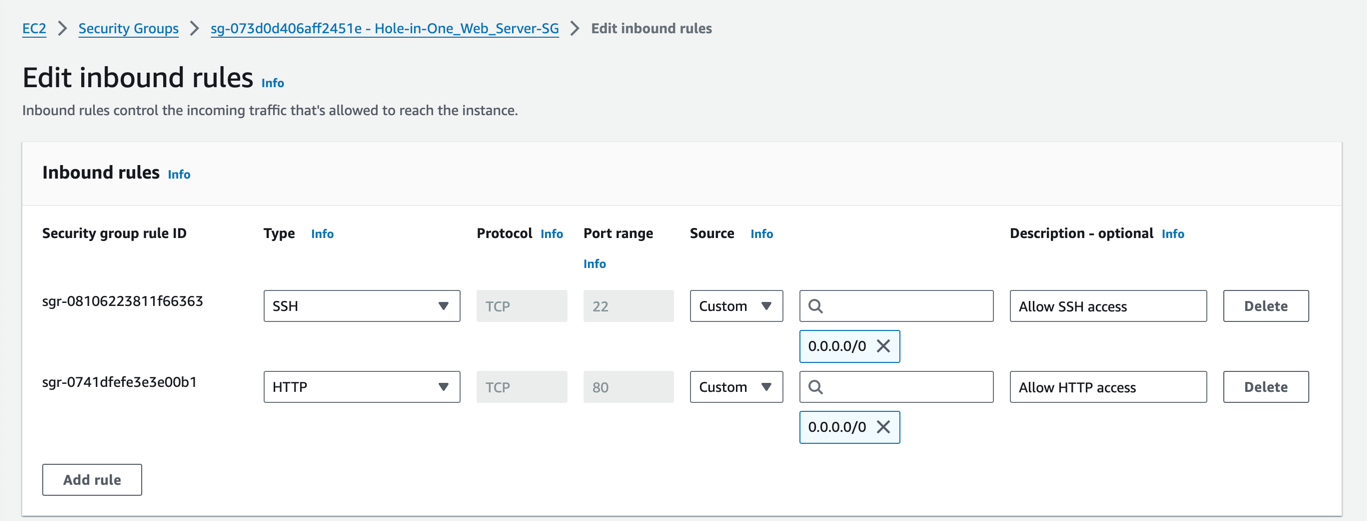 EC2 > Security Groups > sg-073d0d406aff2451e - Hole-in-One_Web_Server-SG > Edit inbound rules
Edit inbound rules Info
Inbound rules control the incoming traffic that's allowed to reach the instance.
Inbound rules Info
Security group rule ID Type Info Protocol Info Port range Source Info Description - optional Info
Info
sgr-08106223811f66363 SSH TCP 22 Custom Allow SSH access Delete
0.0.0.0/0
sgr-0741dfefe3e3e00b1 HTTP TCP 80 Custom Allow HTTP access Delete
0.0.0.0/0
Add rule